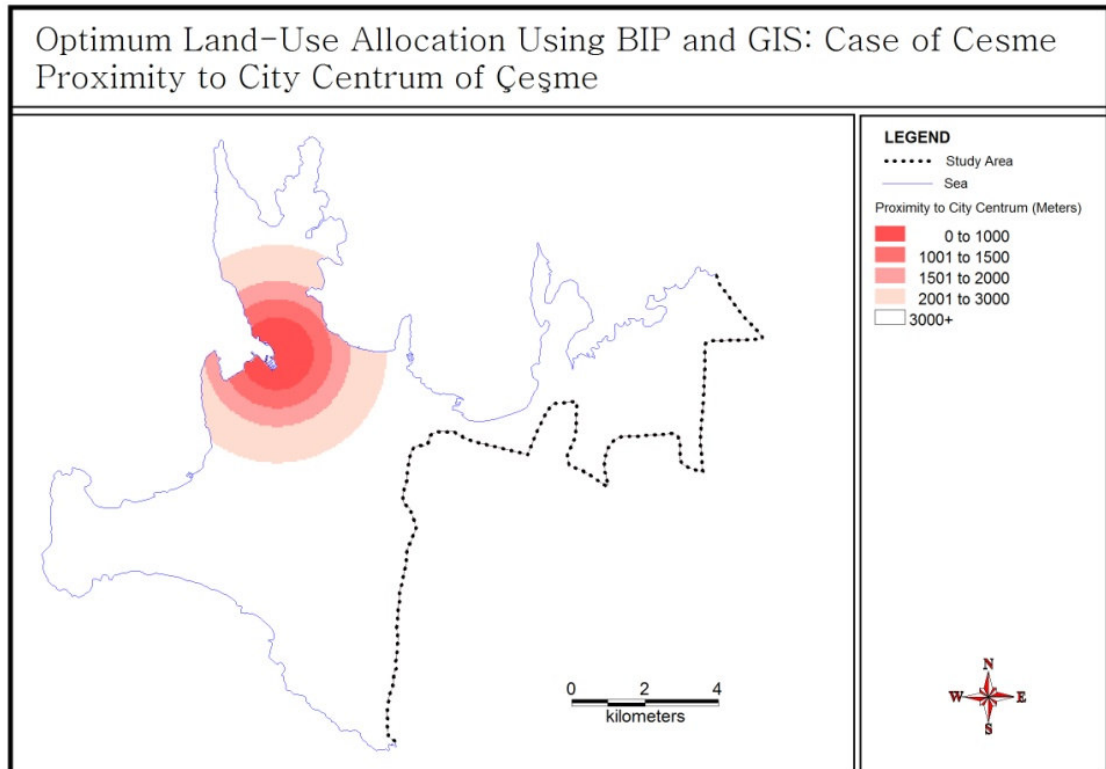 Optimum Land-Use Allocation Using BIP and GIS: Case of Cesme
Proximity to City Centrum of Çeşme
LEGEND
Study Area
Sea
Proximity to City Centrum (Meters)
0 to 1000
1001 to 1500
1501 to 2000
2001 to 3000
3000+
0 2 4
kilometers
N
W E
S